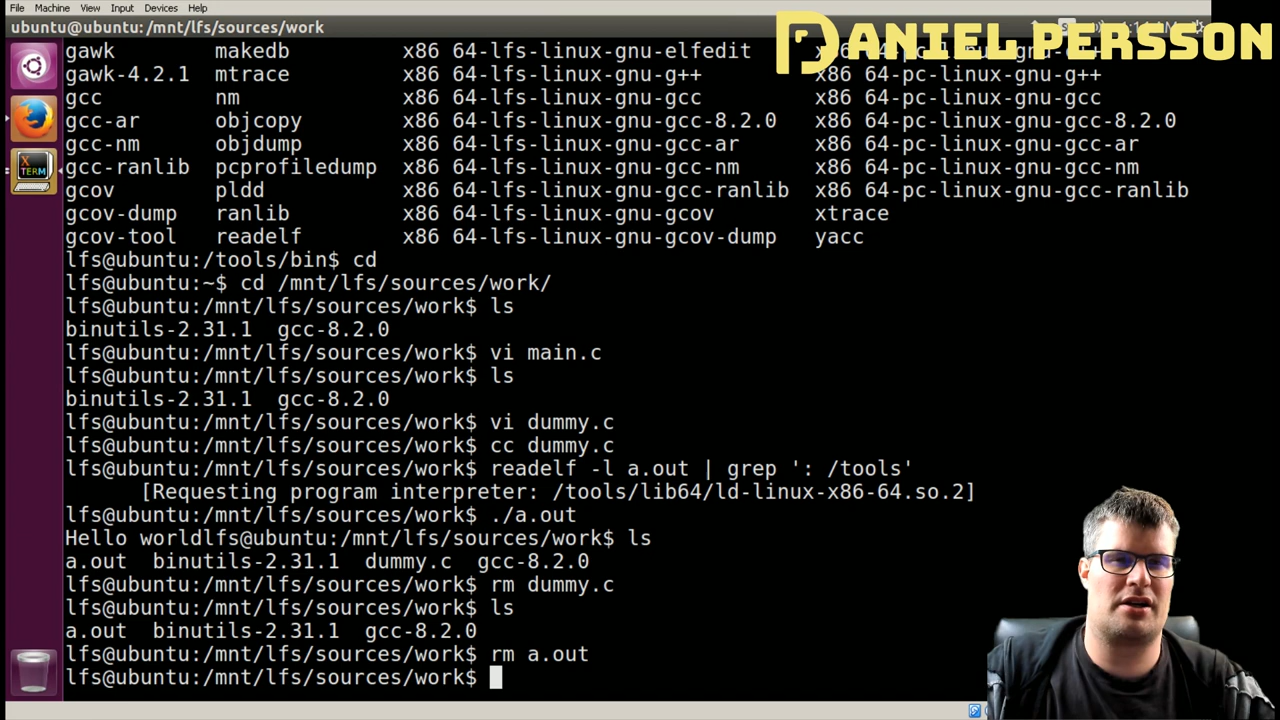 File Machine View Input Devices Help
ubuntu@ubuntu: /mnt/lfs/sources/work
DANIEL PERSSON
gawk makedb x86 64-lfs-linux-gnu-elfedit
gawk-4.2.1 mtrace x86 64-lfs-linux-gnu-g++ x86 64-pc-linux-gnu-g++
gcc nm x86 64-lfs-linux-gnu-gcc x86 64-pc-linux-gnu-gcc
gcc-ar objcopy x86 64-lfs-linux-gnu-gcc-8.2.0 x86 64-pc-linux-gnu-gcc-8.2.0
gcc-nm objdump x86 64-lfs-linux-gnu-gcc-ar x86 64-pc-linux-gnu-gcc-ar
gcc-ranlib pcprofiledump x86 64-lfs-linux-gnu-gcc-nm x86 64-pc-linux-gnu-gcc-nm
gcov pldd x86 64-lfs-linux-gnu-gcc-ranlib x86 64-pc-linux-gnu-gcc-ranlib
gcov-dump ranlib x86 64-lfs-linux-gnu-gcov xtrace
gcov-tool readelf x86 64-lfs-linux-gnu-gcov-dump yacc
lfs@ubuntu:/tools/bin$ cd
lfs@ubuntu:~$ cd /mnt/lfs/sources/work/
lfs@ubuntu:/mnt/lfs/sources/work$ ls
binutils-2.31.1 gcc-8.2.0
lfs@ubuntu:/mnt/lfs/sources/work$ vi main.c
lfs@ubuntu:/mnt/lfs/sources/work$ ls
binutils-2.31.1 gcc-8.2.0
lfs@ubuntu:/mnt/lfs/sources/work$ vi dummy.c
lfs@ubuntu:/mnt/lfs/sources/work$ cc dummy.c
lfs@ubuntu:/mnt/lfs/sources/work$ readelf -l a.out | grep ': /tools'
[Requesting program interpreter: /tools/lib64/ld-linux-x86-64.so.2]
lfs@ubuntu:/mnt/lfs/sources/work$ ./a.out
Hello worldlfs@ubuntu:/mnt/lfs/sources/work$ ls
a.out binutils-2.31.1 dummy.c gcc-8.2.0
lfs@ubuntu:/mnt/lfs/sources/work$ rm dummy.c
lfs@ubuntu:/mnt/lfs/sources/work$ ls
a.out binutils-2.31.1 gcc-8.2.0
lfs@ubuntu:/mnt/lfs/sources/work$ rm a.out
lfs@ubuntu:/mnt/lfs/sources/work$
X TERM